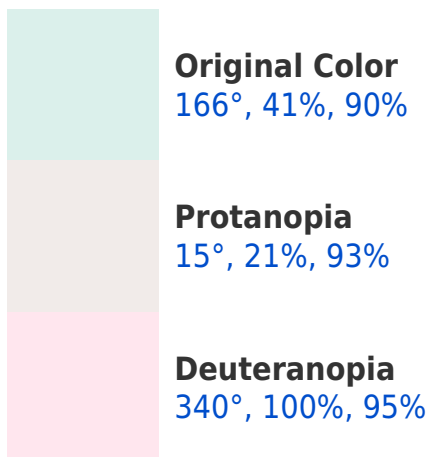 Original Color
166°, 41%, 90%
Protanopia
15°, 21%, 93%
Deuteranopia
340°, 100%, 95%